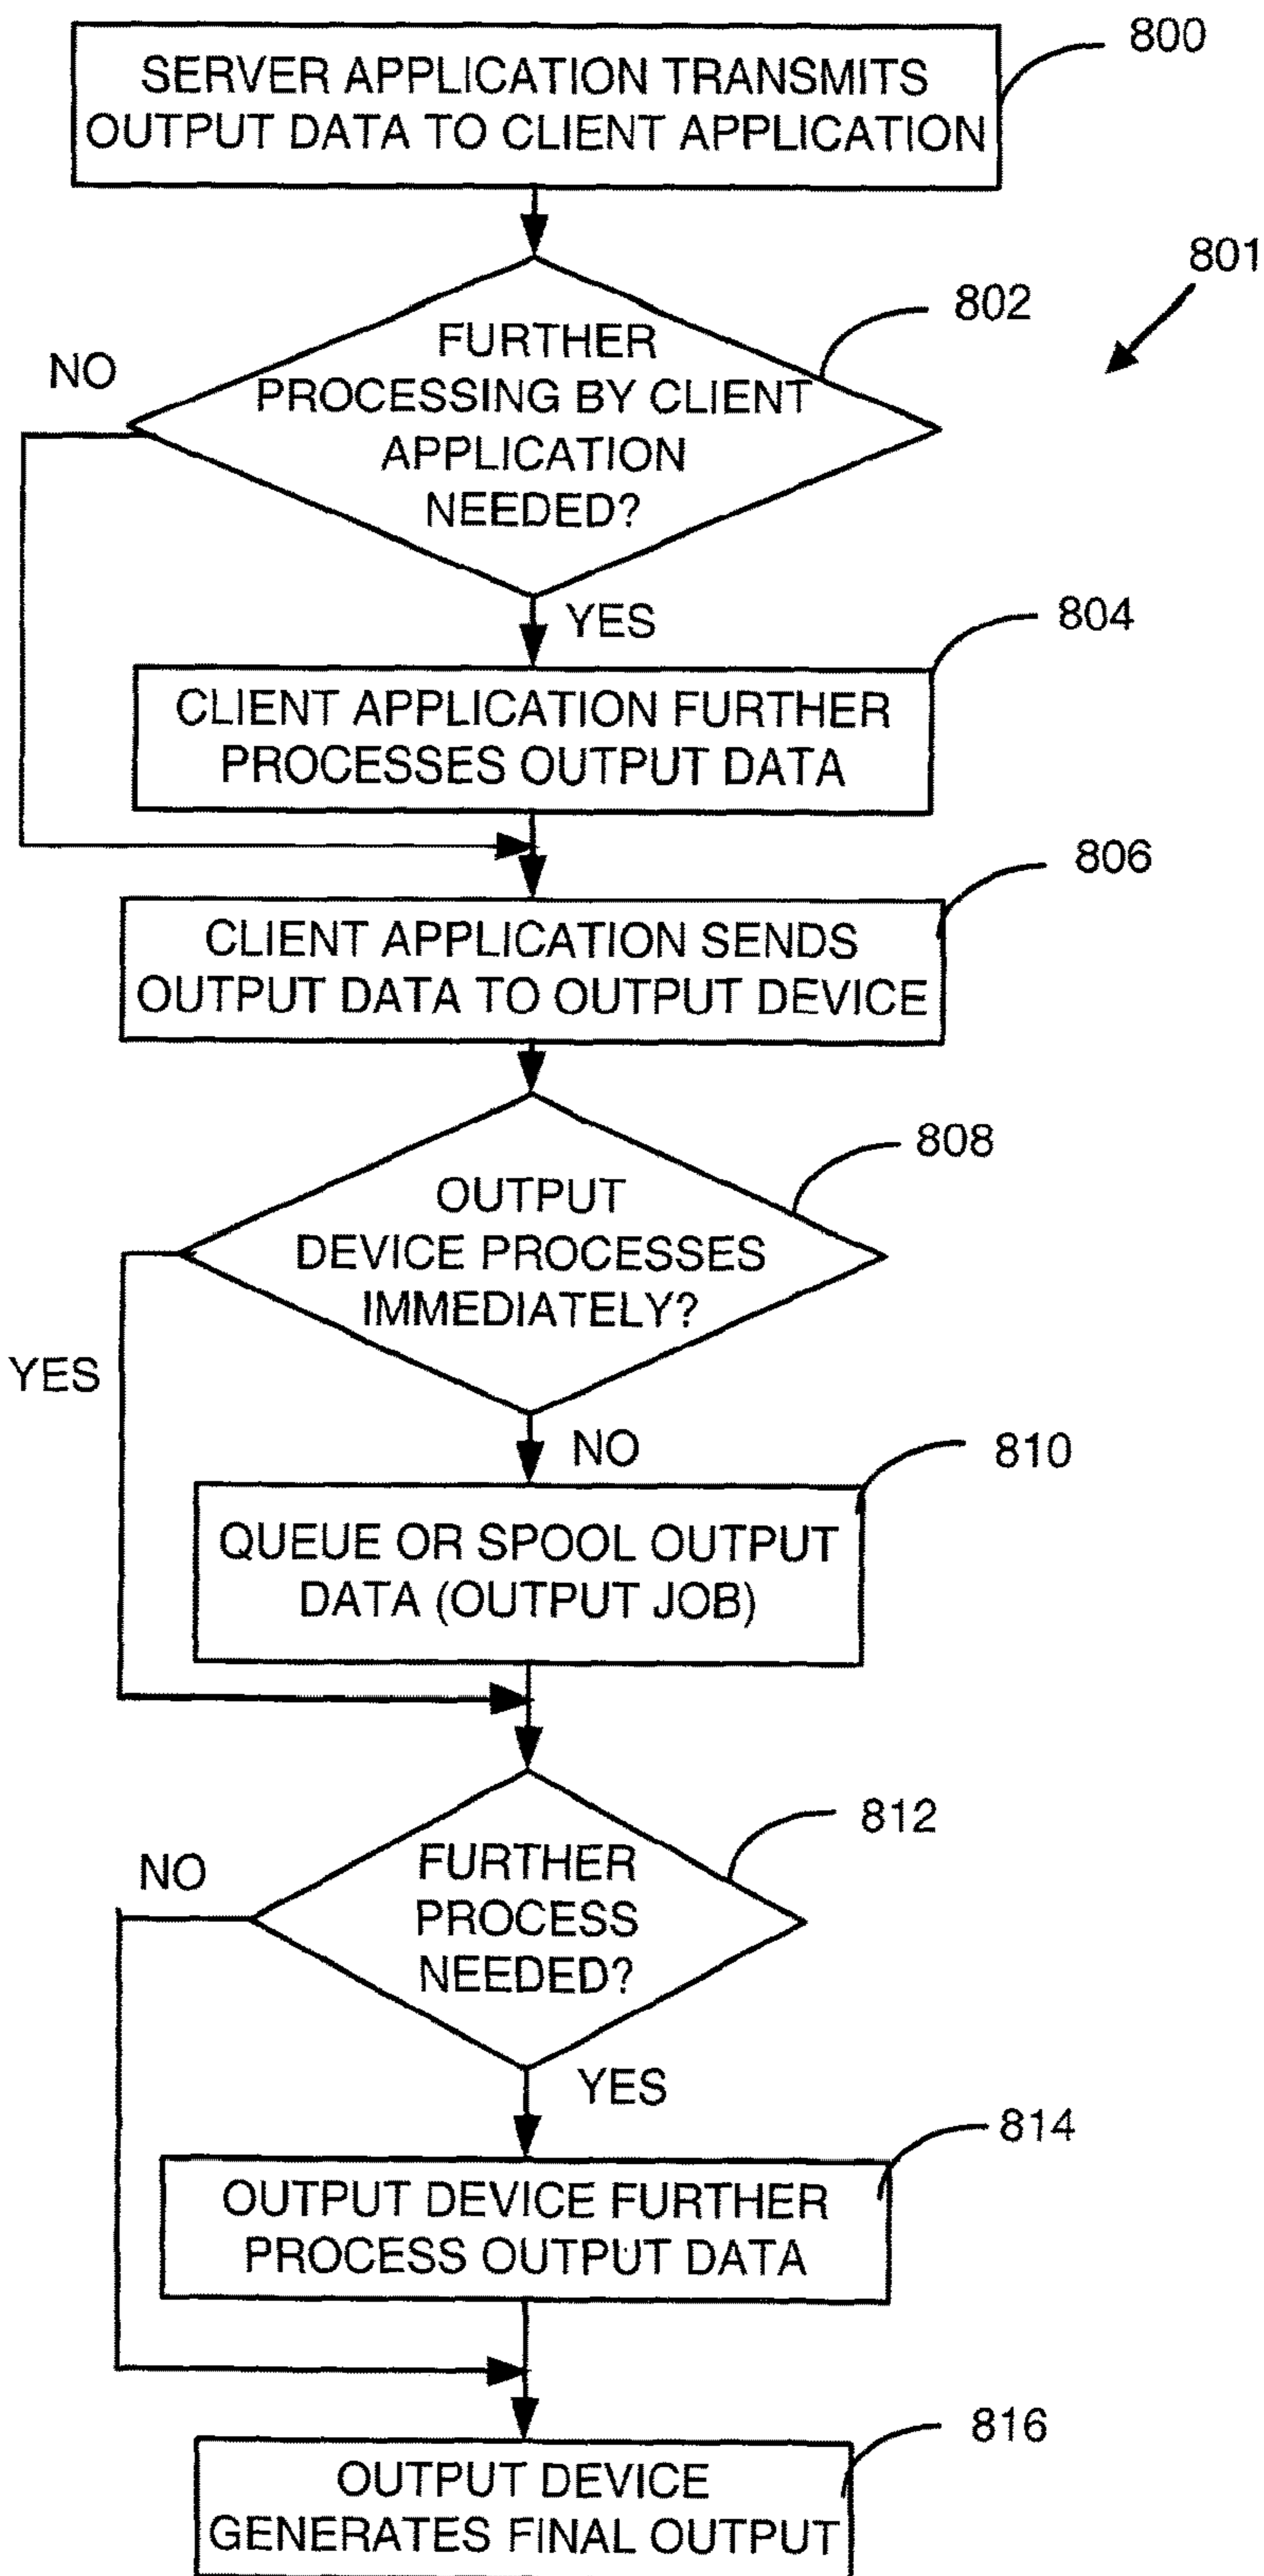 800
SERVER APPLICATION TRANSMITS
OUTPUT DATA TO CLIENT APPLICATION
801
802
NO
FURTHER
PROCESSING BY CLIENT
APPLICATION
NEEDED?
YES
804
CLIENT APPLICATION FURTHER
PROCESSES OUTPUT DATA
806
CLIENT APPLICATION SENDS
OUTPUT DATA TO OUTPUT DEVICE
808
OUTPUT
DEVICE PROCESSES
IMMEDIATELY?
YES
NO
810
QUEUE OR SPOOL OUTPUT
DATA (OUTPUT JOB)
812
NO
FURTHER
PROCESS
NEEDED?
YES
814
OUTPUT DEVICE FURTHER
PROCESS OUTPUT DATA
816
OUTPUT DEVICE
GENERATES FINAL OUTPUT